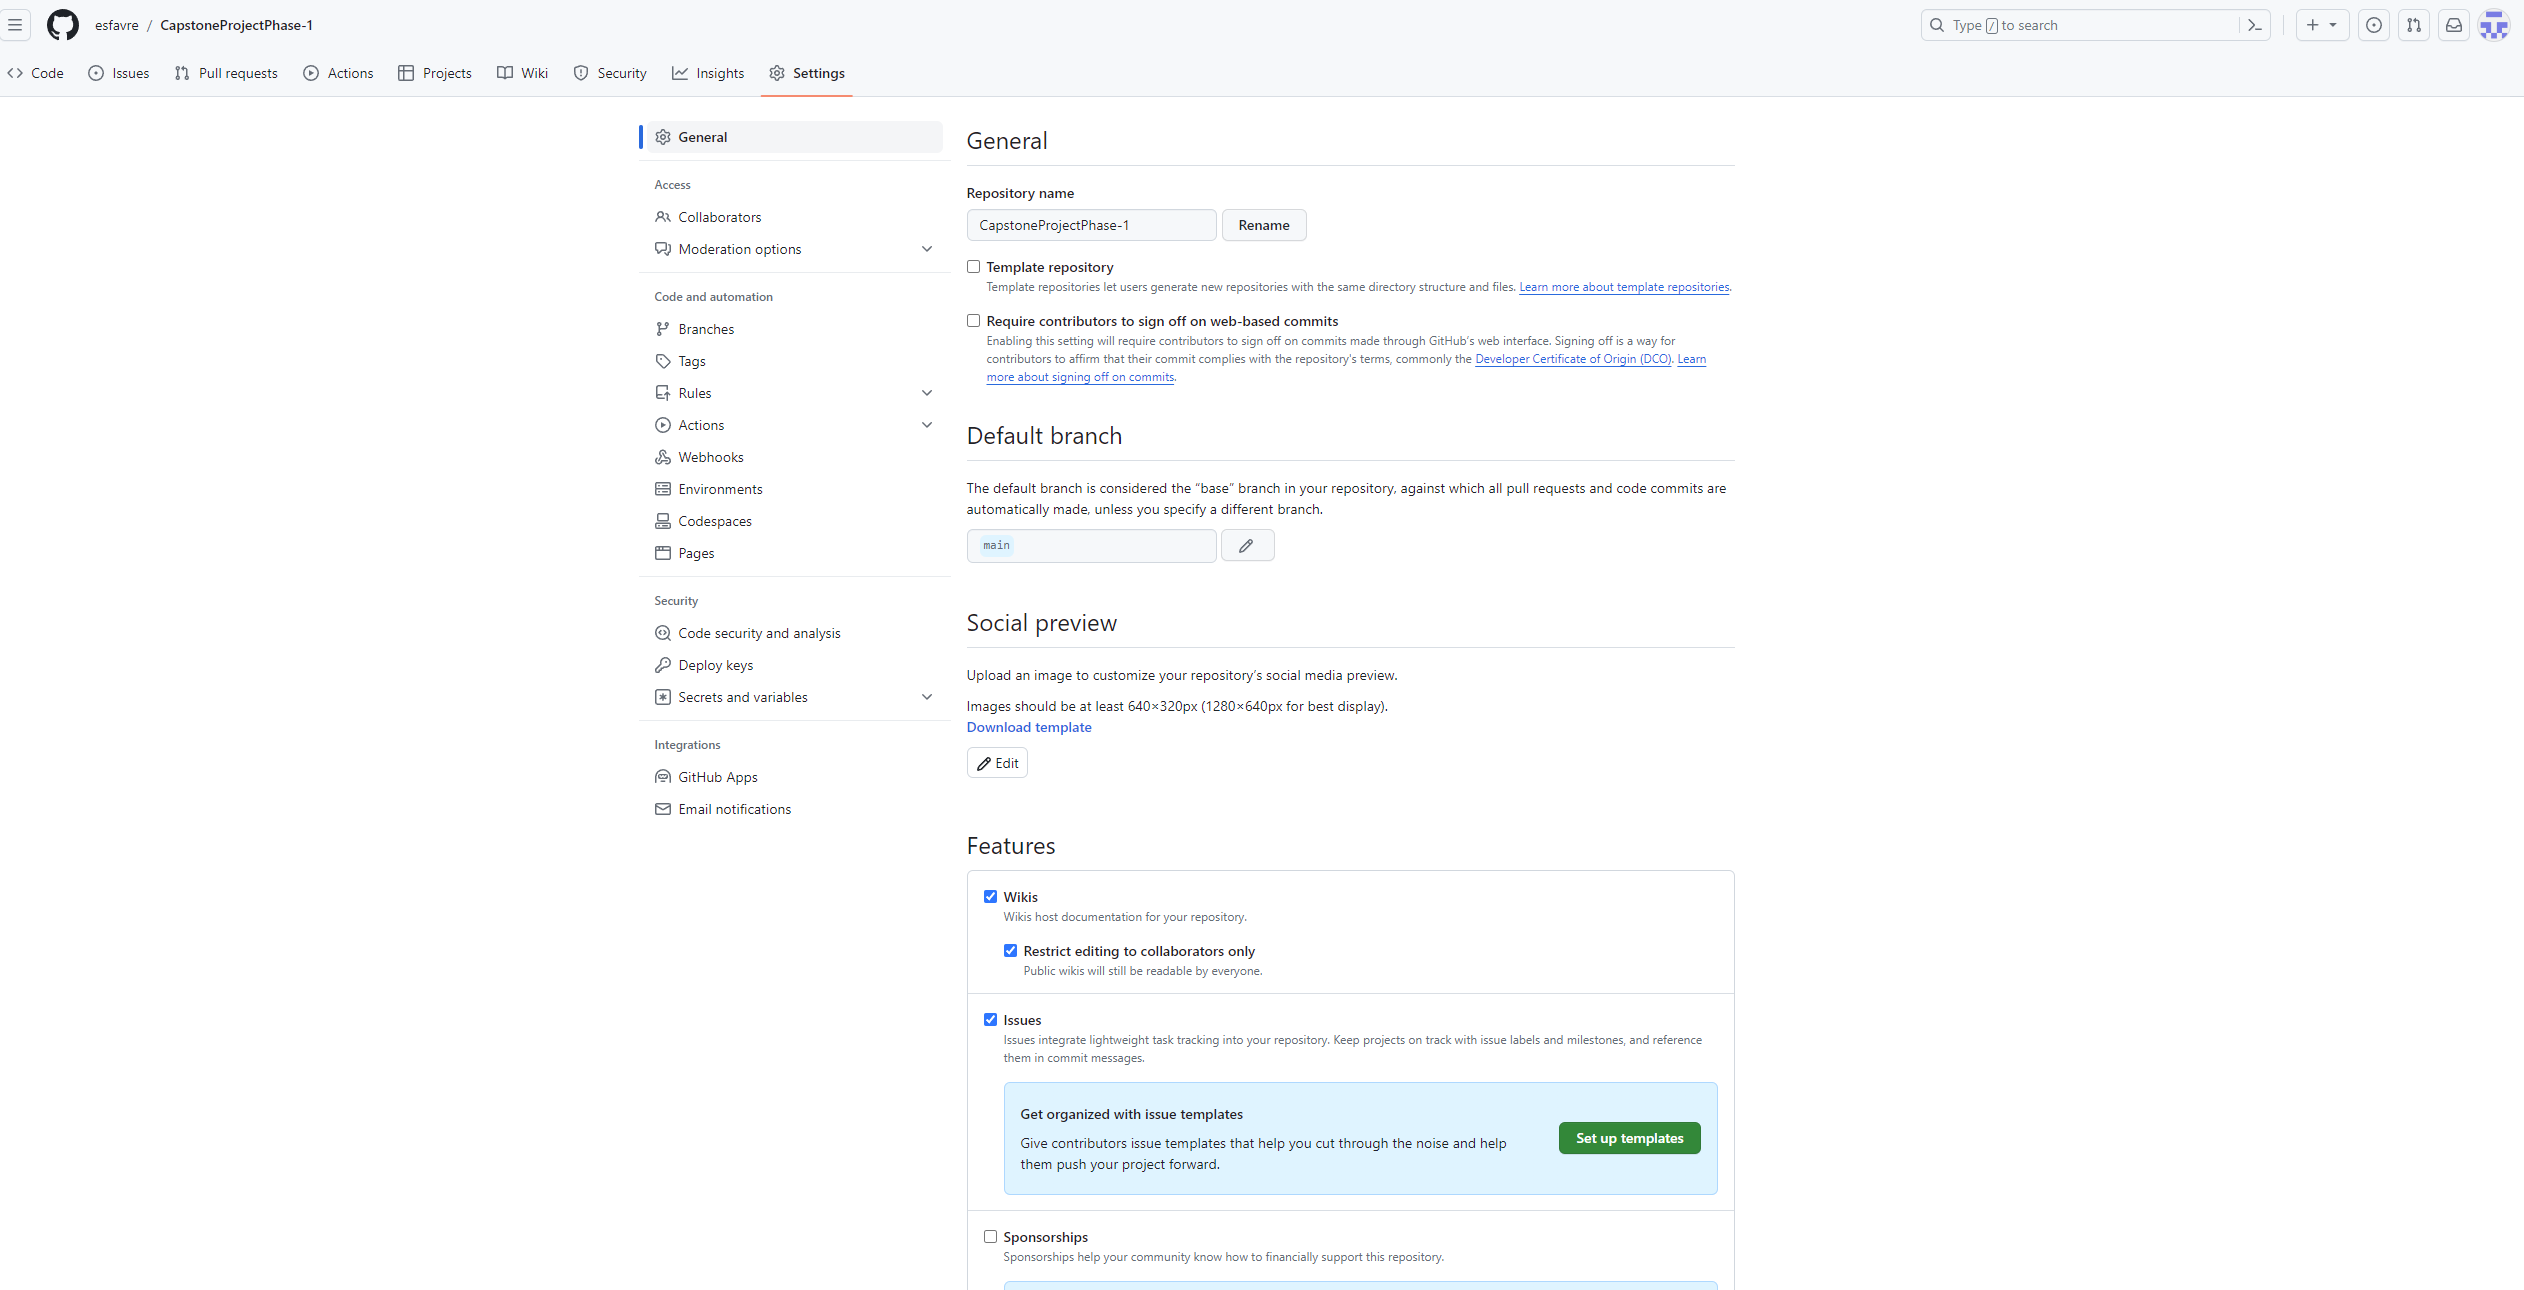 esfavre / CapstoneProjectPhase-1
Type / to search
Code Issues Pull requests Actions Projects Wiki Security Insights Settings
General
Access
Collaborators
Moderation options
Code and automation
Branches
Tags
Rules
Actions
Webhooks
Environments
Codespaces
Pages
Security
Code security and analysis
Deploy keys
Secrets and variables
Integrations
GitHub Apps
Email notifications
General
Repository name
CapstoneProjectPhase-1 Rename
Template repository
Template repositories let users generate new repositories with the same directory structure and files. Learn more about template repositories.
Require contributors to sign off on web-based commits
Enabling this setting will require contributors to sign off on commits made through GitHub's web interface. Signing off is a way for
contributors to affirm that their commit complies with the repository's terms, commonly the Developer Certificate of Origin (DCO). Learn
more about signing off on commits.
Default branch
The default branch is considered the “base” branch in your repository, against which all pull requests and code commits are
automatically made, unless you specify a different branch.
main
Social preview
Upload an image to customize your repository's social media preview.
Images should be at least 640×320px (1280×640px for best display).
Download template
Edit
Features
Wikis
Wikis host documentation for your repository.
Restrict editing to collaborators only
Public wikis will still be readable by everyone.
Issues
Issues integrate lightweight task tracking into your repository. Keep projects on track with issue labels and milestones, and reference
them in commit messages.
Get organized with issue templates
Give contributors issue templates that help you cut through the noise and help
them push your project forward.
Set up templates
Sponsorships
Sponsorships help your community know how to financially support this repository.